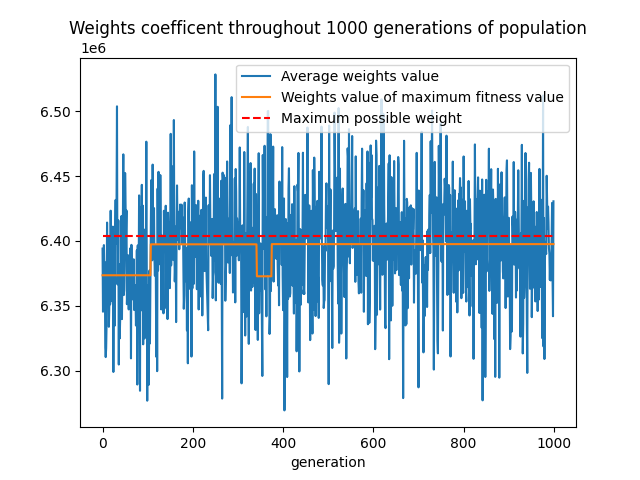 Weights coefficent throughout 1000 generations of population
1e6
Average weights value
Weights value of maximum fitness value
Maximum possible weight
6.50
6.45
6.40
6.35
6.30
0 200 400 600 800 1000
generation